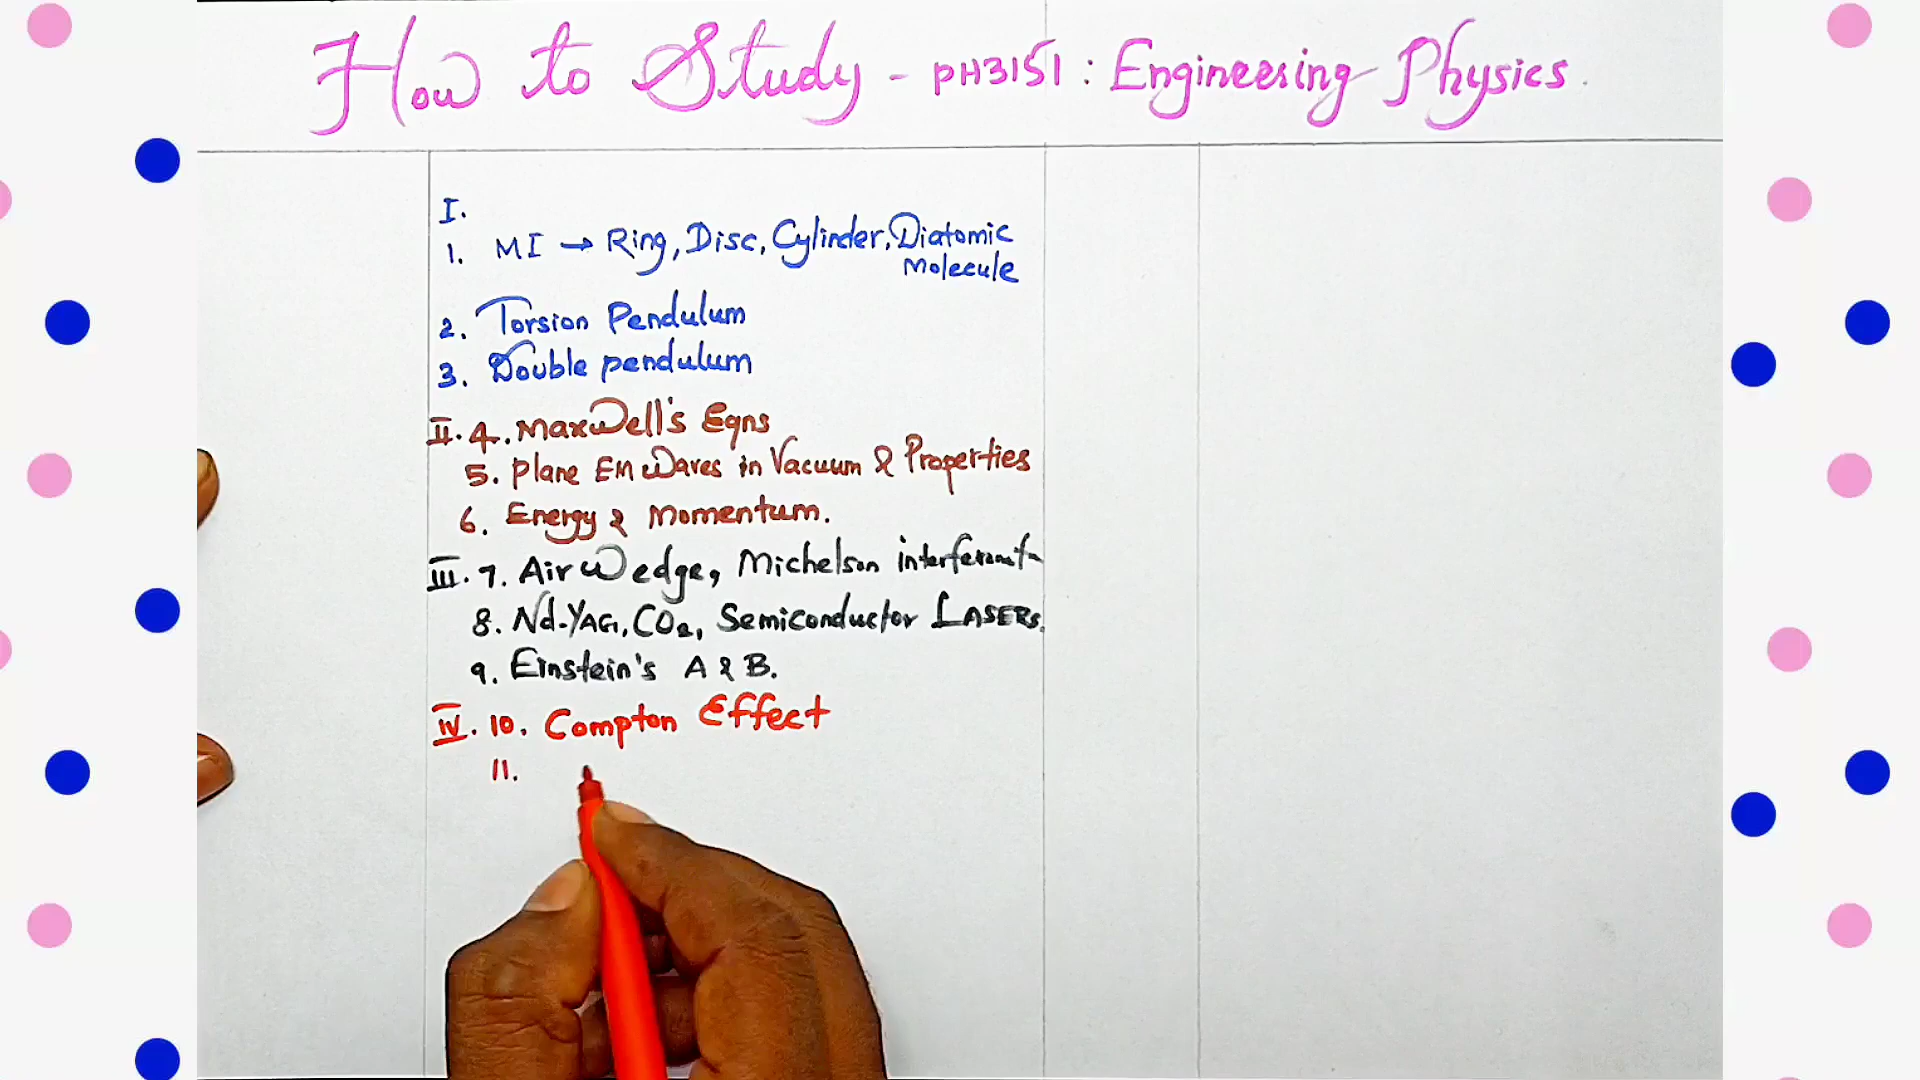 How to Study - PH3151 : Engineering Physics.
I.
1. MI → Ring, Disc, Cylinder, Diatomic
Molecule
2. Torsion Pendulum
3. Double pendulum
II. 4. Maxwell's Eqns
5. Plane EM waves in Vacuum & Properties
6. Energy & Momentum.
III. 7. Air Wedge, Michelson
8. Nd-YAG, CO2, Semiconductor LASERS.
9. Einstein's A & B.
IV. 10. Compton Effect
11.